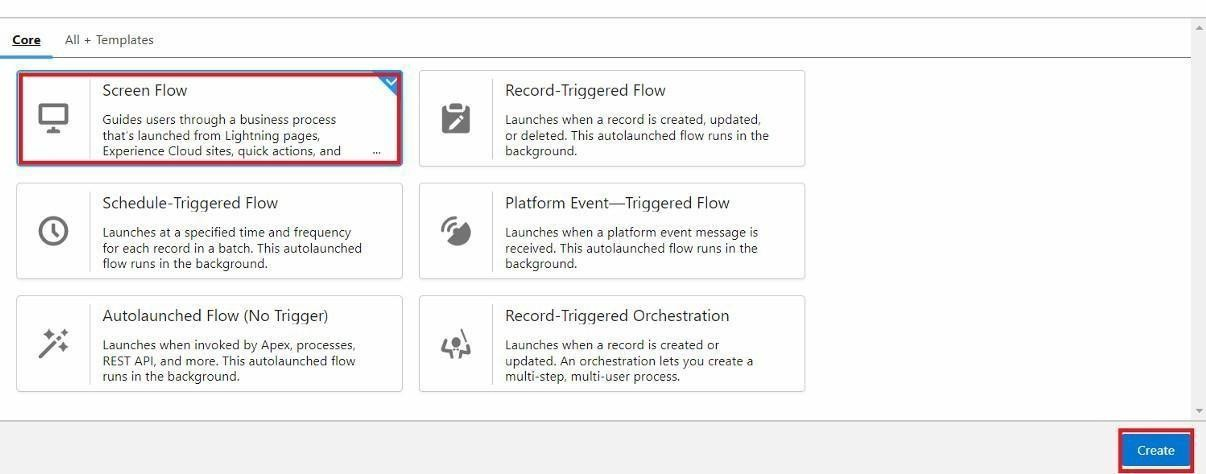 Core
All + Templates
Screen Flow
Guides users through a business process
that's launched from Lightning pages,
Experience Cloud sites, quick actions, and ...
Record-Triggered Flow
Launches when a record is created, updated,
or deleted. This autolaunched flow runs in the
background.
Schedule-Triggered Flow
Launches at a specified time and frequency
for each record in a batch. This autolaunched
flow runs in the background.
Platform Event—Triggered Flow
Launches when a platform event message is
received. This autolaunched flow runs in the
background.
Autolaunched Flow (No Trigger)
Launches when invoked by Apex, processes,
REST API, and more. This autolaunched flow
runs in the background.
Record-Triggered Orchestration
Launches when a record is created or
updated. An orchestration lets you create a
multi-step, multi-user process.
Create